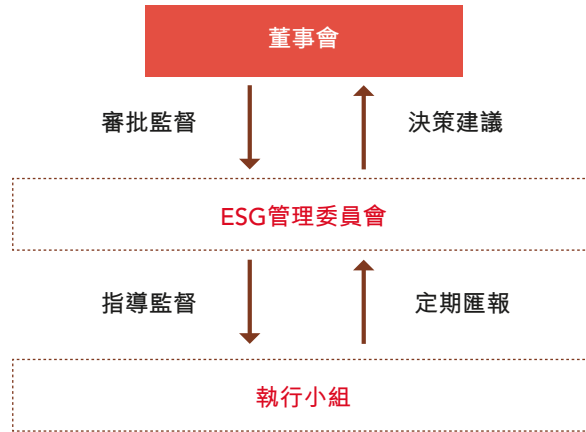 董事會
審批監督
決策建議
ESG管理委員會
指導監督
定期匯報
執行小組